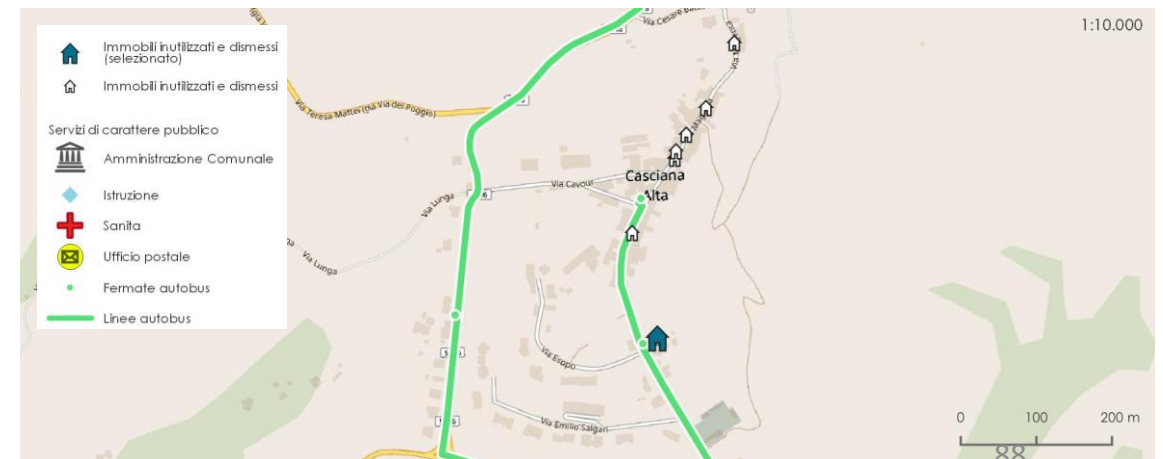 Immobili inutilizzati e dismessi
(selezionato)
Immobili inutilizzati e dismessi
Servizi di carattere pubblico
Amministrazione Comunale
Istruzione
Sanita
Ufficio postale
Fermate autobus
Linee autobus
1:10.000
Via Cesare
Via Teresa Mattei (già Via del Poggio)
Via Cavour
Casciana
Alta
Via Lunga
Via Lunga
Via Esopo
Via Emilio Salgari
0 100 200 m
88